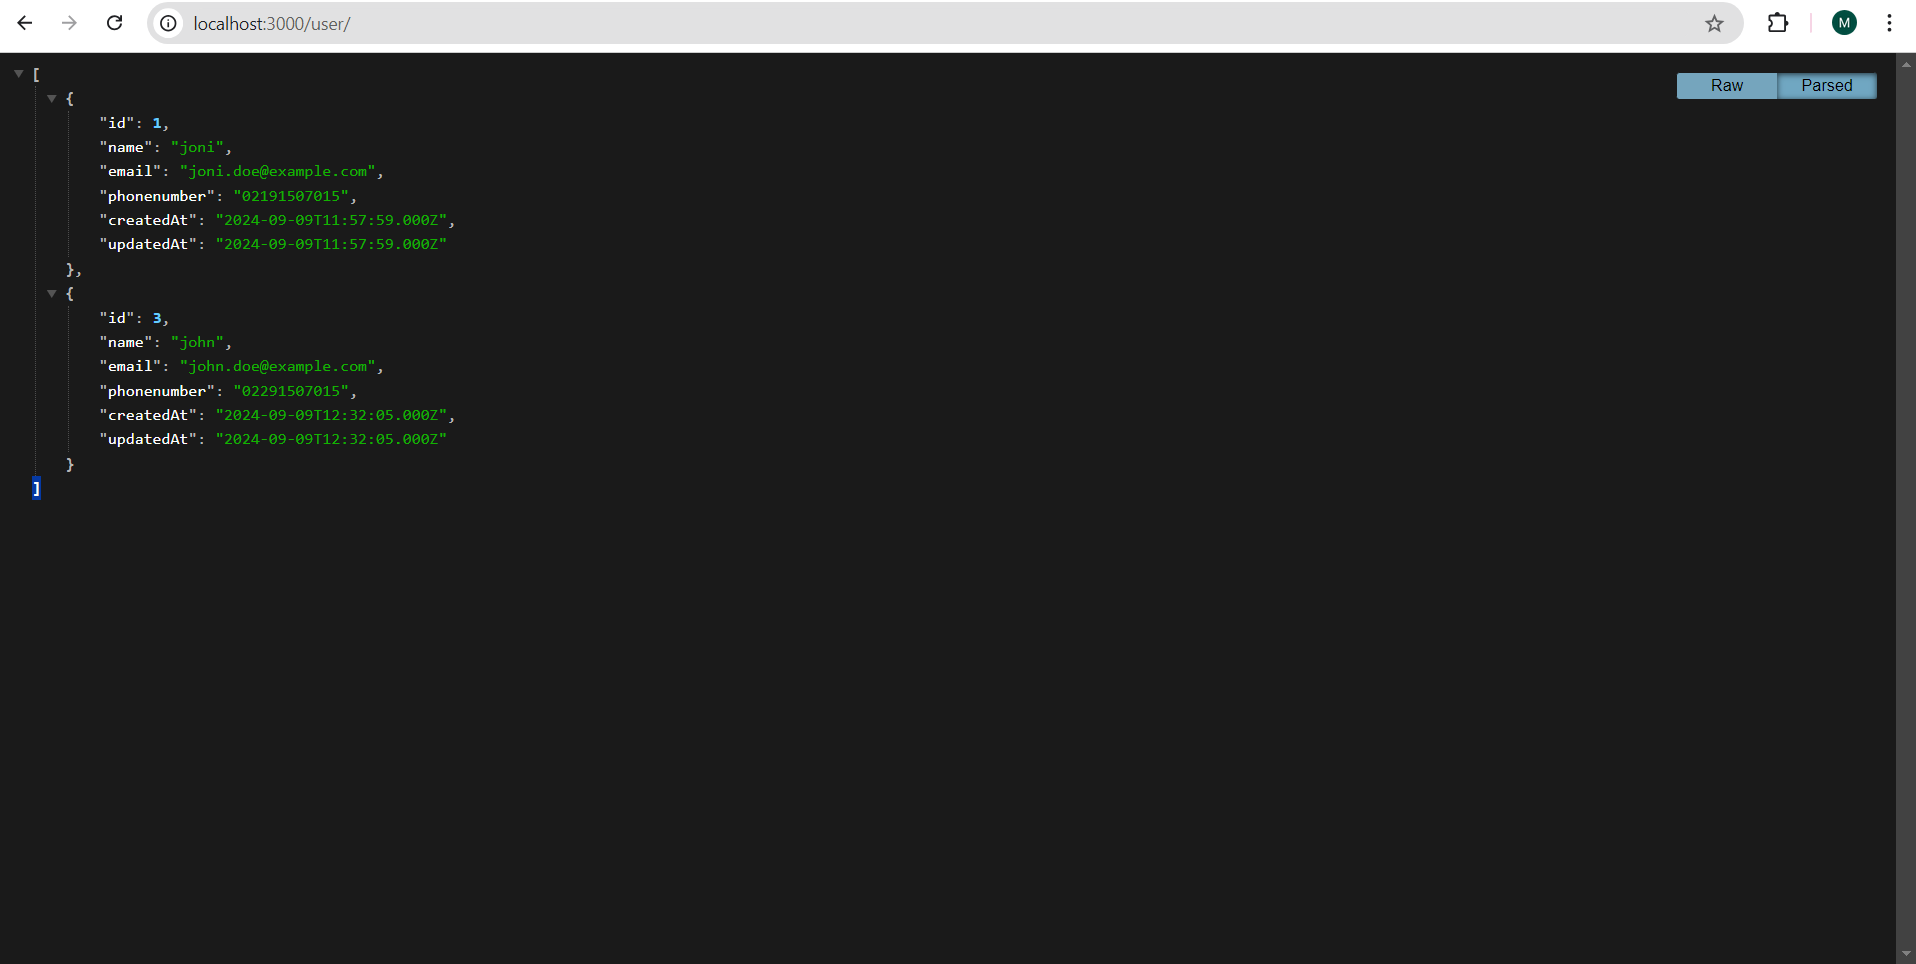 localhost:3000/user/
M
Raw
Parsed
[
{
"id": 1,
"name": "joni",
"email": "joni.doe@example.com",
"phonenumber": "02191507015",
"createdAt": "2024-09-09T11:57:59.000Z",
"updatedAt": "2024-09-09T11:57:59.000Z"
},
{
"id": 3,
"name": "john",
"email": "john.doe@example.com",
"phonenumber": "02291507015",
"createdAt": "2024-09-09T12:32:05.000Z",
"updatedAt": "2024-09-09T12:32:05.000Z"
}
]